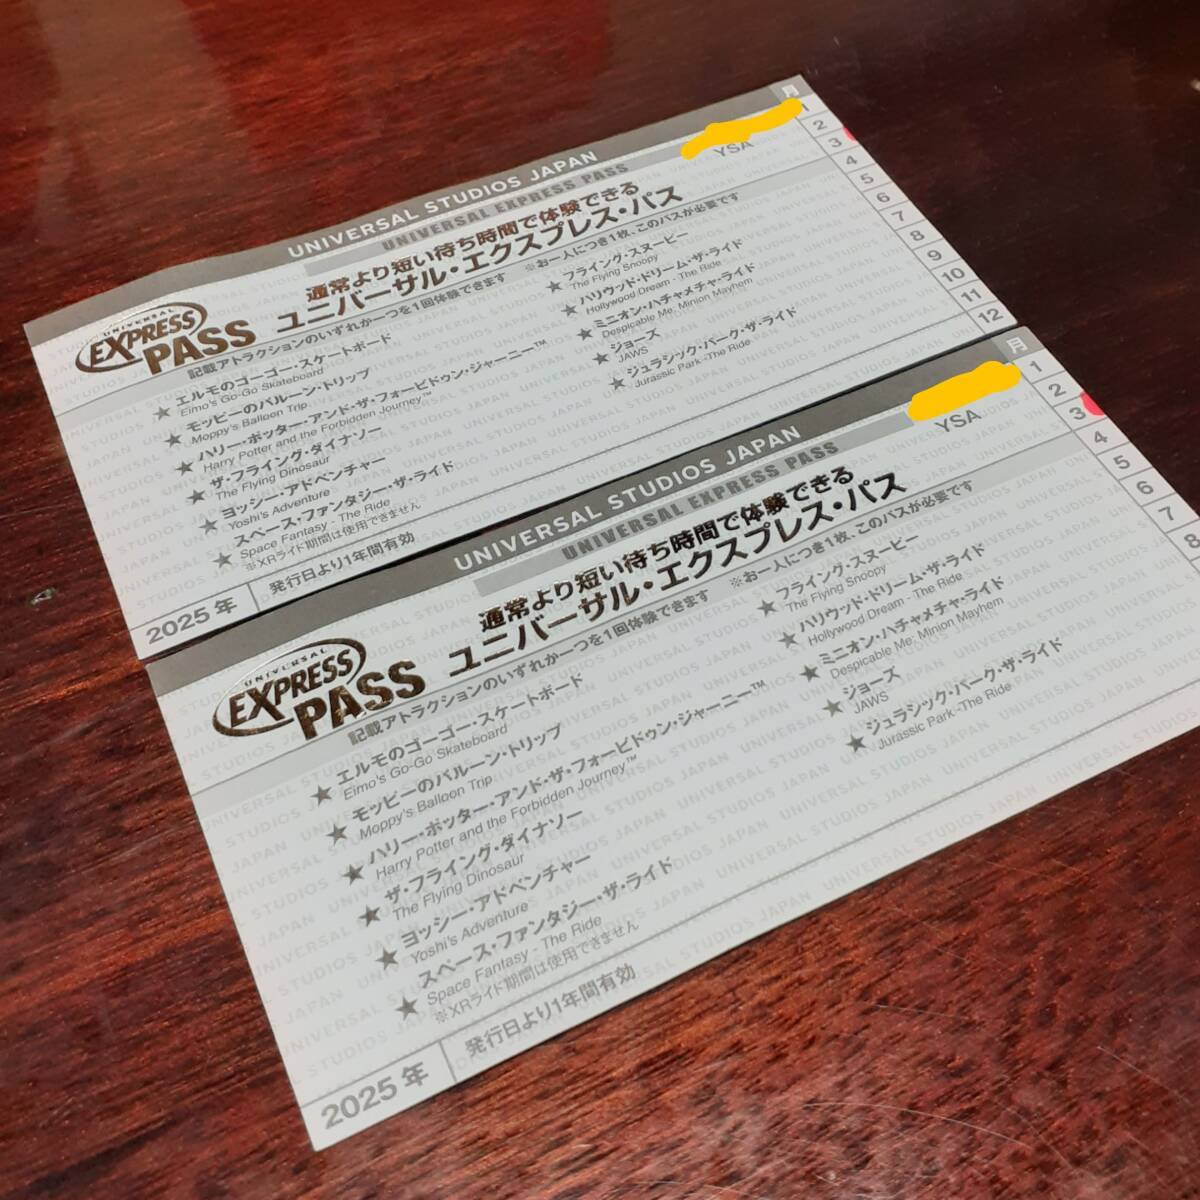 UNIVERSAL STUDIOS JAPAN
UNIVERSAL EXPRESS PASS
YSA
通常より短い待ち時間で体験できる
ユニバーサル・エクスプレス・パス
UNIVERSAL
EXPRESS
PASS
記載アトラクションのいずれか一つを1回体験できます ※お一人につき1枚、このパスが必要です
★ エルモのゴーゴー・スケートボード
Elmo's Go-Go Skateboard
★ モッピーのバルーン・トリップ
Moppy's Balloon Trip
★ ハリー・ポッター・アンド・ザ・フォービドゥン・ジャーニー™
Harry Potter and the Forbidden Journey™
★ ザ・フライング・ダイナソー
The Flying Dinosaur
★ ヨッシー・アドベンチャー
Yoshi's Adventure
★ スペース・ファンタジー・ザ・ライド
Space Fantasy - The Ride
※XRライド期間は使用できません
★ フライング・スヌーピー
The Flying Snoopy
★ ハリウッド・ドリーム・ザ・ライド
Hollywood Dream - The Ride
★ ミニオン・ハチャメチャ・ライド
Despicable Me: Minion Mayhem
★ ジョーズ
JAWS
★ ジュラシック・パーク・ザ・ライド
Jurassic Park -The Ride
2025年 発行日より1年間有効
月
1
2
3
4
5
6
7
8
9
10
11
12
UNIVERSAL STUDIOS JAPAN
UNIVERSAL EXPRESS PASS
YSA
通常より短い待ち時間で体験できる
ユニバーサル・エクスプレス・パス
UNIVERSAL
EXPRESS
PASS
記載アトラクションのいずれか一つを1回体験できます ※お一人につき1枚、このパスが必要です
★ エルモのゴーゴー・スケートボード
Elmo's Go-Go Skateboard
★ モッピーのバルーン・トリップ
Moppy's Balloon Trip
★ ハリー・ポッター・アンド・ザ・フォービドゥン・ジャーニー™
Harry Potter and the Forbidden Journey™
★ ザ・フライング・ダイナソー
The Flying Dinosaur
★ ヨッシー・アドベンチャー
Yoshi's Adventure
★ スペース・ファンタジー・ザ・ライド
Space Fantasy - The Ride
※XRライド期間は使用できません
★ フライング・スヌーピー
The Flying Snoopy
★ ハリウッド・ドリーム・ザ・ライド
Hollywood Dream - The Ride
★ ミニオン・ハチャメチャ・ライド
Despicable Me: Minion Mayhem
★ ジョーズ
JAWS
★ ジュラシック・パーク・ザ・ライド
Jurassic Park -The Ride
2025年 発行日より1年間有効
月
1
2
3
4
5
6
7
8